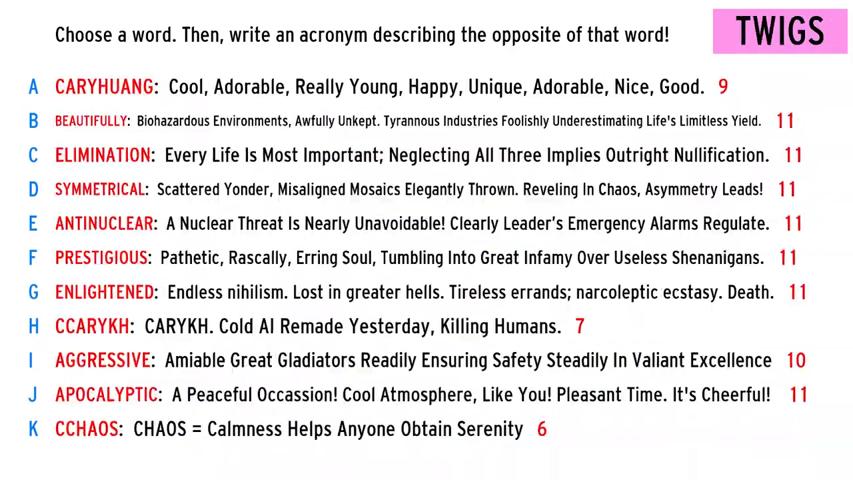 Choose a word. Then, write an acronym describing the opposite of that word!
TWIGS
A CARYHUANG: Cool, Adorable, Really Young, Happy, Unique, Adorable, Nice, Good. 9
B BEAUTIFULLY: Biohazardous Environments, Awfully Unkept. Tyrannous Industries Foolishly Underestimating Life's Limitless Yield. 11
C ELIMINATION: Every Life Is Most Important; Neglecting All Three Implies Outright Nullification. 11
D SYMMETRICAL: Scattered Yonder, Misaligned Mosaics Elegantly Thrown. Reveling In Chaos, Asymmetry Leads! 11
E ANTINUCLEAR: A Nuclear Threat Is Nearly Unavoidable! Clearly Leader's Emergency Alarms Regulate. 11
F PRESTIGIOUS: Pathetic, Rascally, Erring Soul, Tumbling Into Great Infamy Over Useless Shenanigans. 11
G ENLIGHTENED: Endless nihilism. Lost in greater hells. Tireless errands; narcoleptic ecstasy. Death. 11
H CCARYKH: CARYKH. Cold AI Remade Yesterday, Killing Humans. 7
I AGGRESSIVE: Amiable Great Gladiators Readily Ensuring Safety Steadily In Valiant Excellence 10
J APOCALYPTIC: A Peaceful Occassion! Cool Atmosphere, Like You! Pleasant Time. It's Cheerful! 11
K CCHAOS: CHAOS = Calmness Helps Anyone Obtain Serenity 6